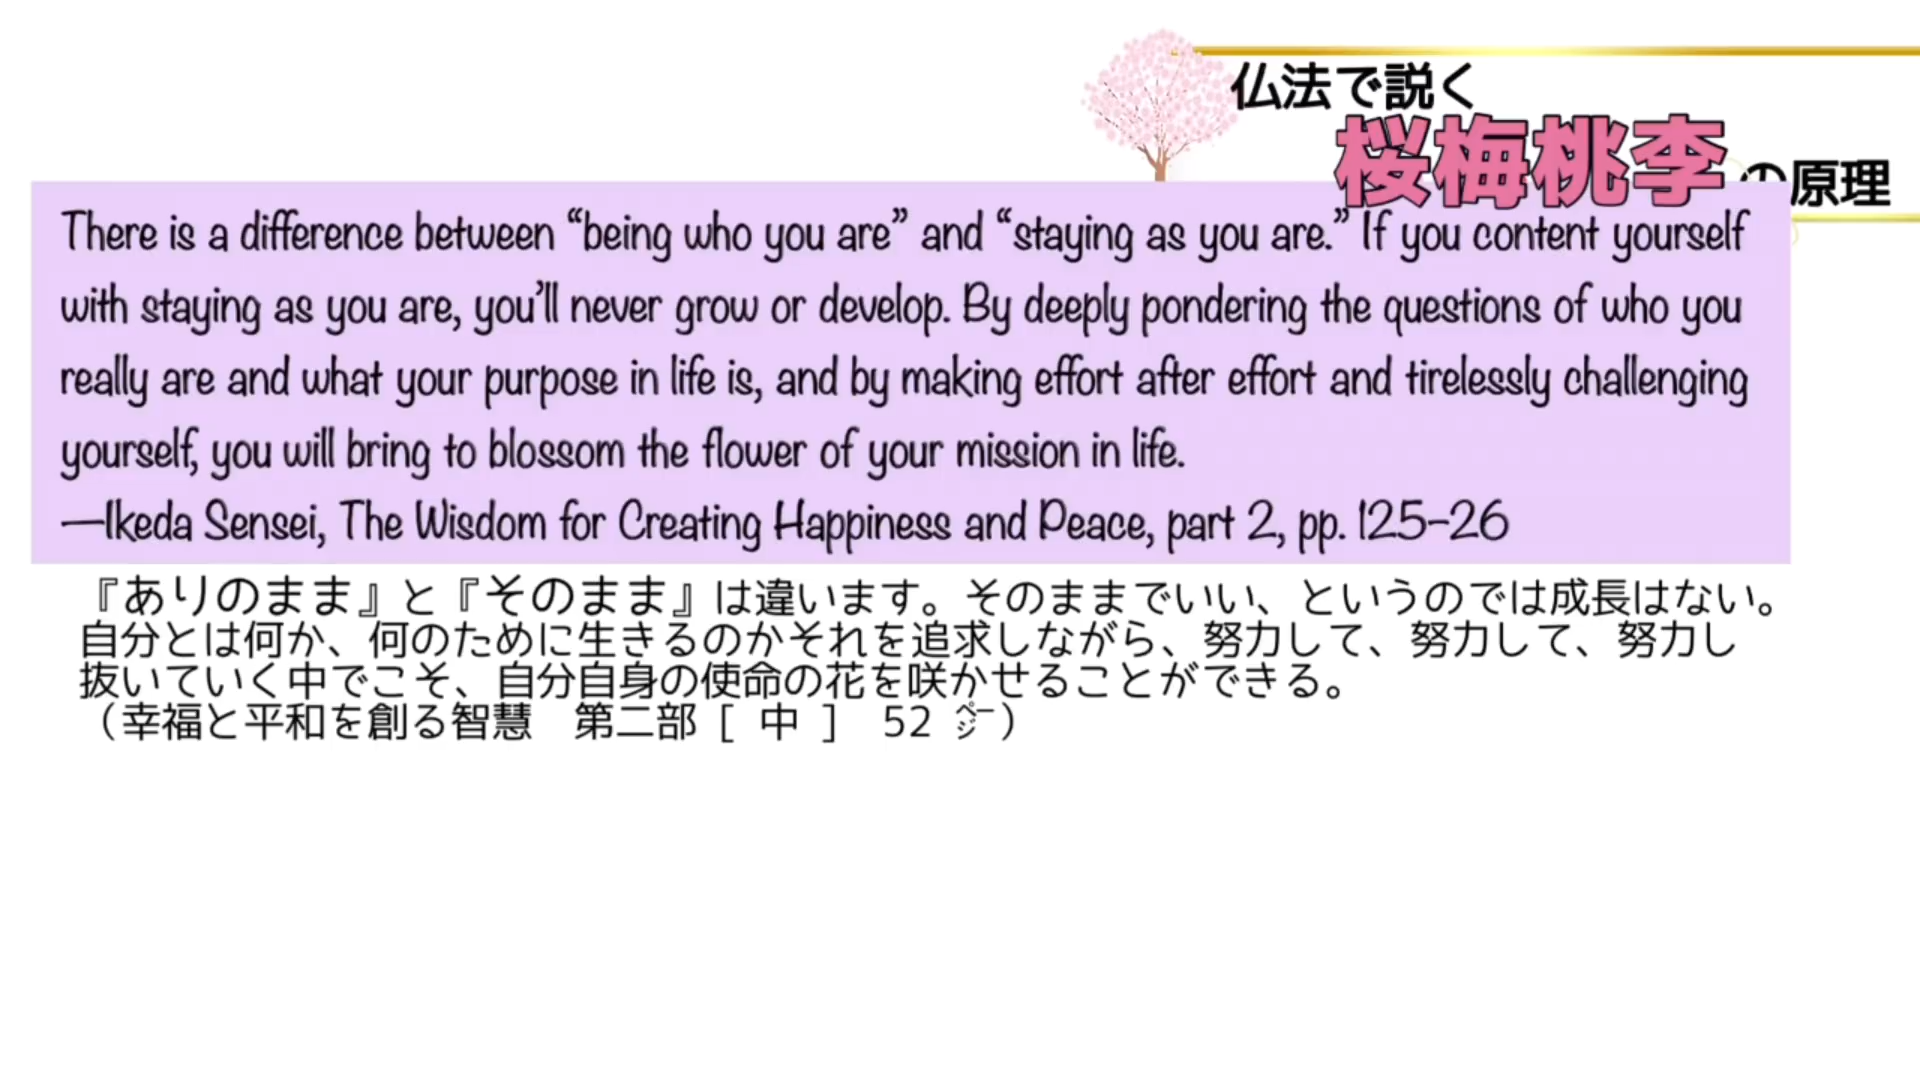 仏法で説く
桜梅桃李の原理
There is a difference between “being who you are” and “staying as you are.” If you content yourself
with staying as you are, you’ll never grow or develop. By deeply pondering the questions of who you
really are and what your purpose in life is, and by making effort after effort and tirelessly challenging
yourself, you will bring to blossom the flower of your mission in life.
—Ikeda Sensei, The Wisdom for Creating Happiness and Peace, part 2, pp. 125–26
『ありのまま』と『そのまま』は違います。そのままでいい、というのでは成長はない。
自分とは何か、何のために生きるのかそれを追求しながら、努力して、努力して、努力し
抜いていく中でこそ、自分自身の使命の花を咲かせることができる。
（幸福と平和を創る智慧　第二部［ 中 ］ 52 ㌻）